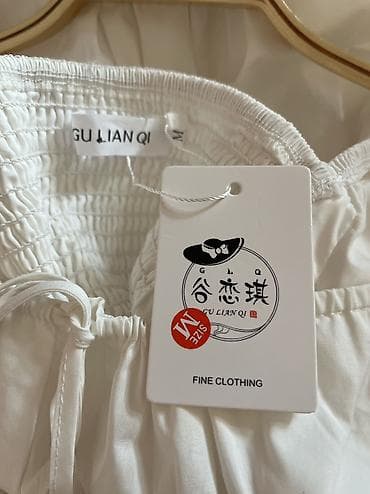 GU LIAN QI
M
G L Q
谷恋琪
GU LIAN QI
SIZE
M
FINE CLOTHING